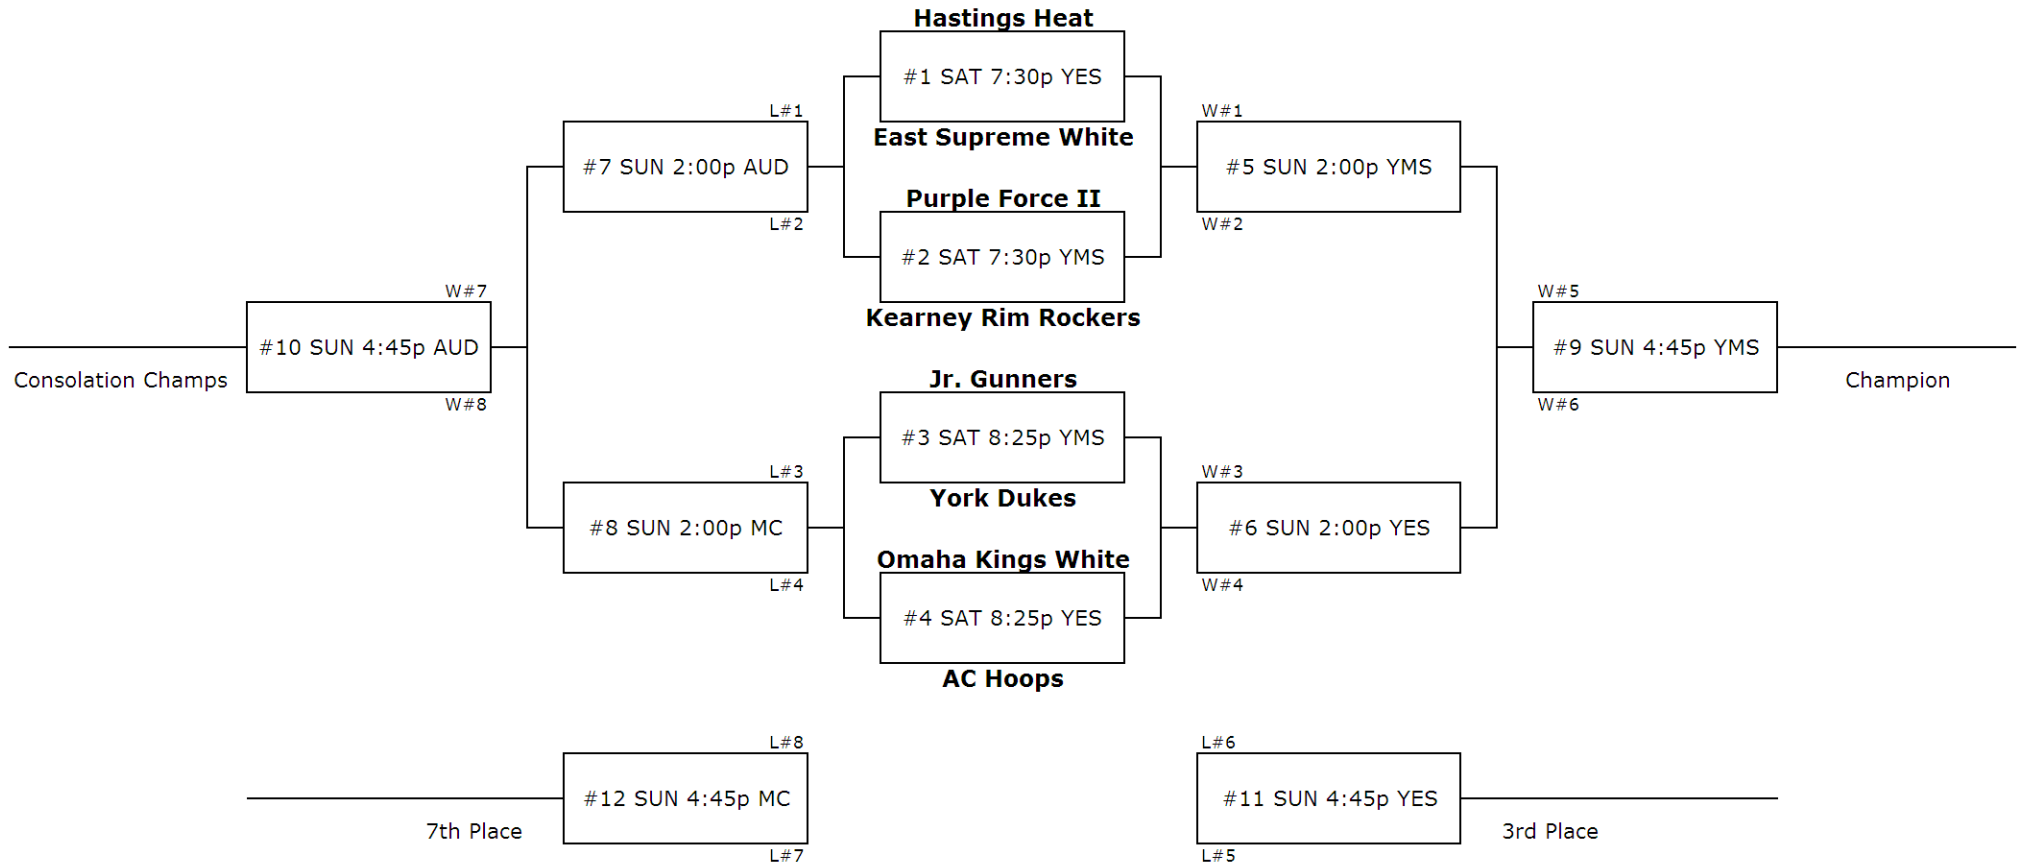 Hastings Heat
#1 SAT 7:30p YES
L#1
W#1
East Supreme White
#7 SUN 2:00p AUD
#5 SUN 2:00p YMS
Purple Force II
L#2
W#2
#2 SAT 7:30p YMS
W#7
W#5
Kearney Rim Rockers
#10 SUN 4:45p AUD
#9 SUN 4:45p YMS
Consolation Champs
Jr. Gunners
Champion
W#8
W#6
#3 SAT 8:25p YMS
L#3
W#3
York Dukes
#8 SUN 2:00p MC
#6 SUN 2:00p YES
Omaha Kings White
L#4
W#4
#4 SAT 8:25p YES
AC Hoops
L#8
L#6
#12 SUN 4:45p MC
#11 SUN 4:45p YES
7th Place
3rd Place
L#7
L#5